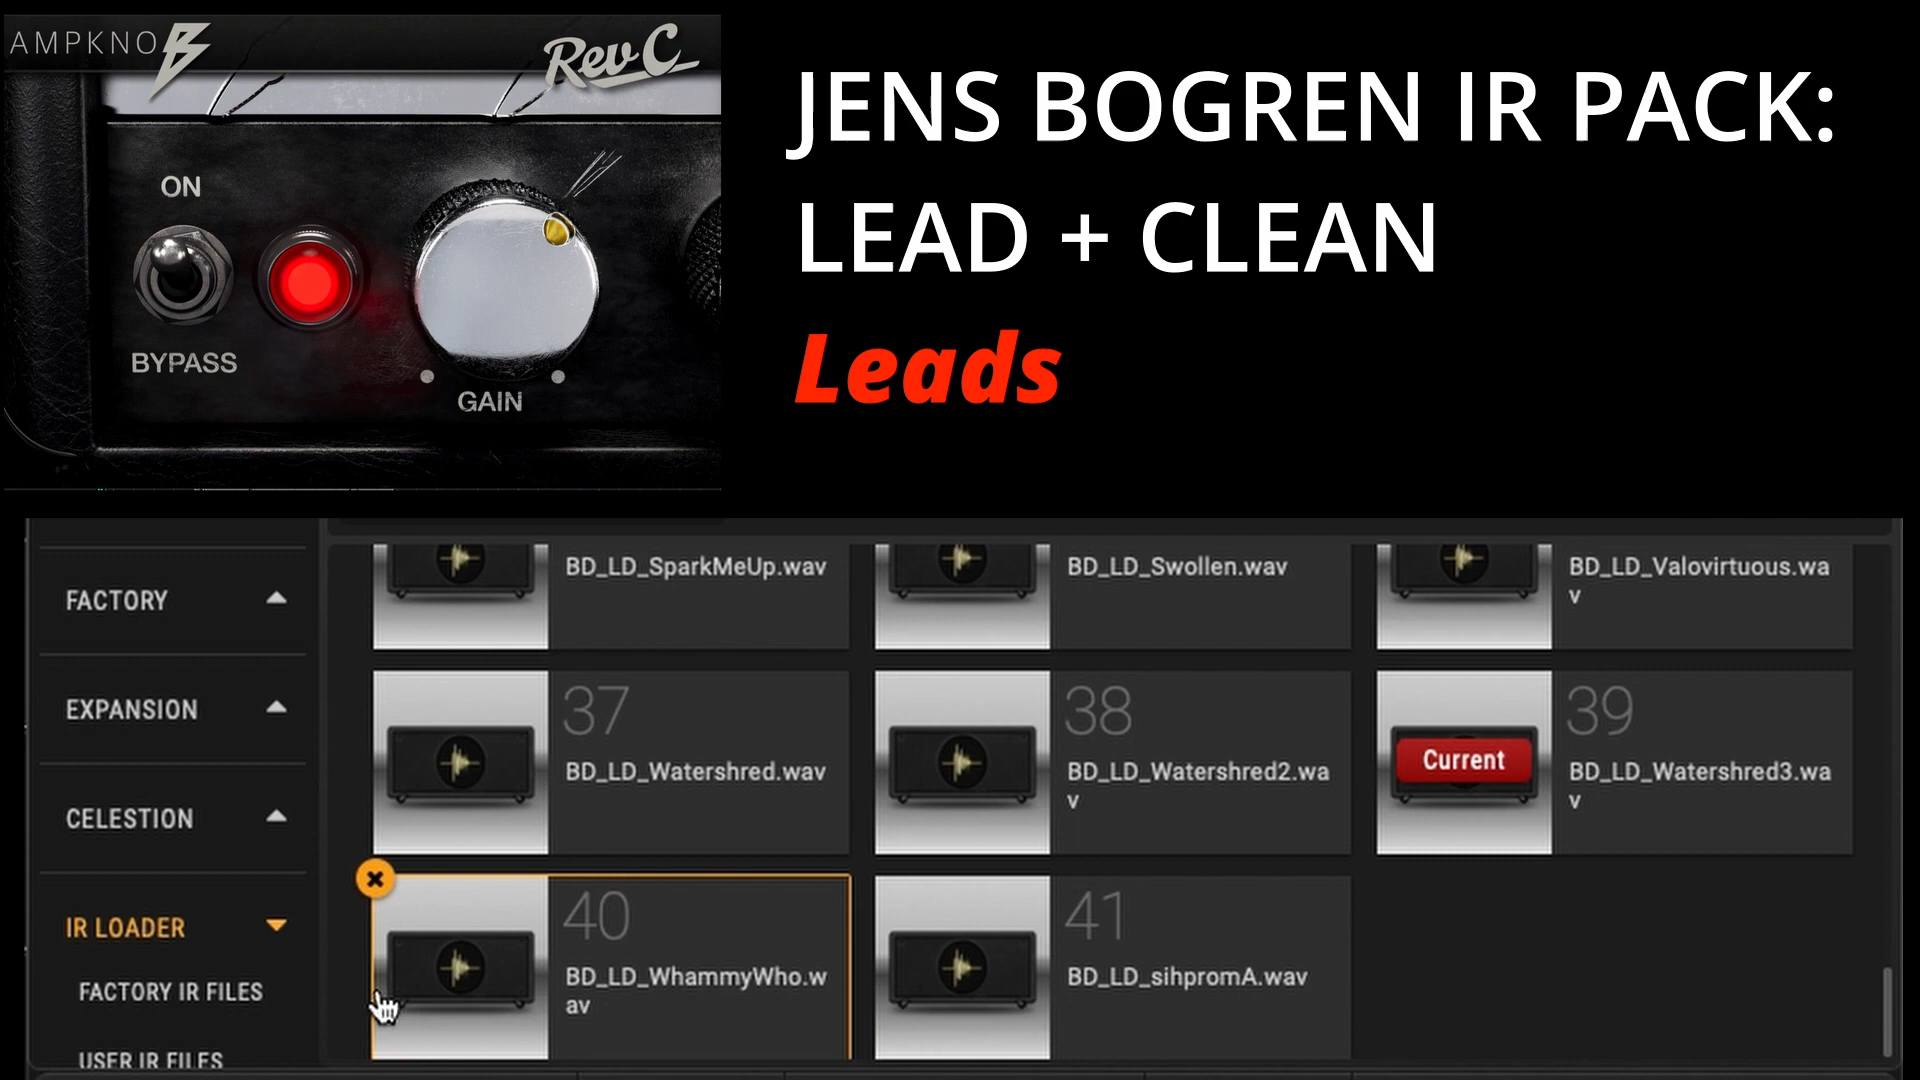 AMPKNOB
Rev C
ON
BYPASS
GAIN
JENS BOGREN IR PACK:
LEAD + CLEAN
Leads
FACTORY
EXPANSION
CELESTION
IR LOADER
FACTORY IR FILES
USER IR FILES
BD_LD_SparkMeUp.wav
BD_LD_Swollen.wav
BD_LD_Valovirtuous.wa
v
37
BD_LD_Watershred.wav
38
BD_LD_Watershred2.wa
v
39
Current
BD_LD_Watershred3.wa
v
40
BD_LD_WhammyWho.w
av
41
BD_LD_sihpromA.wav